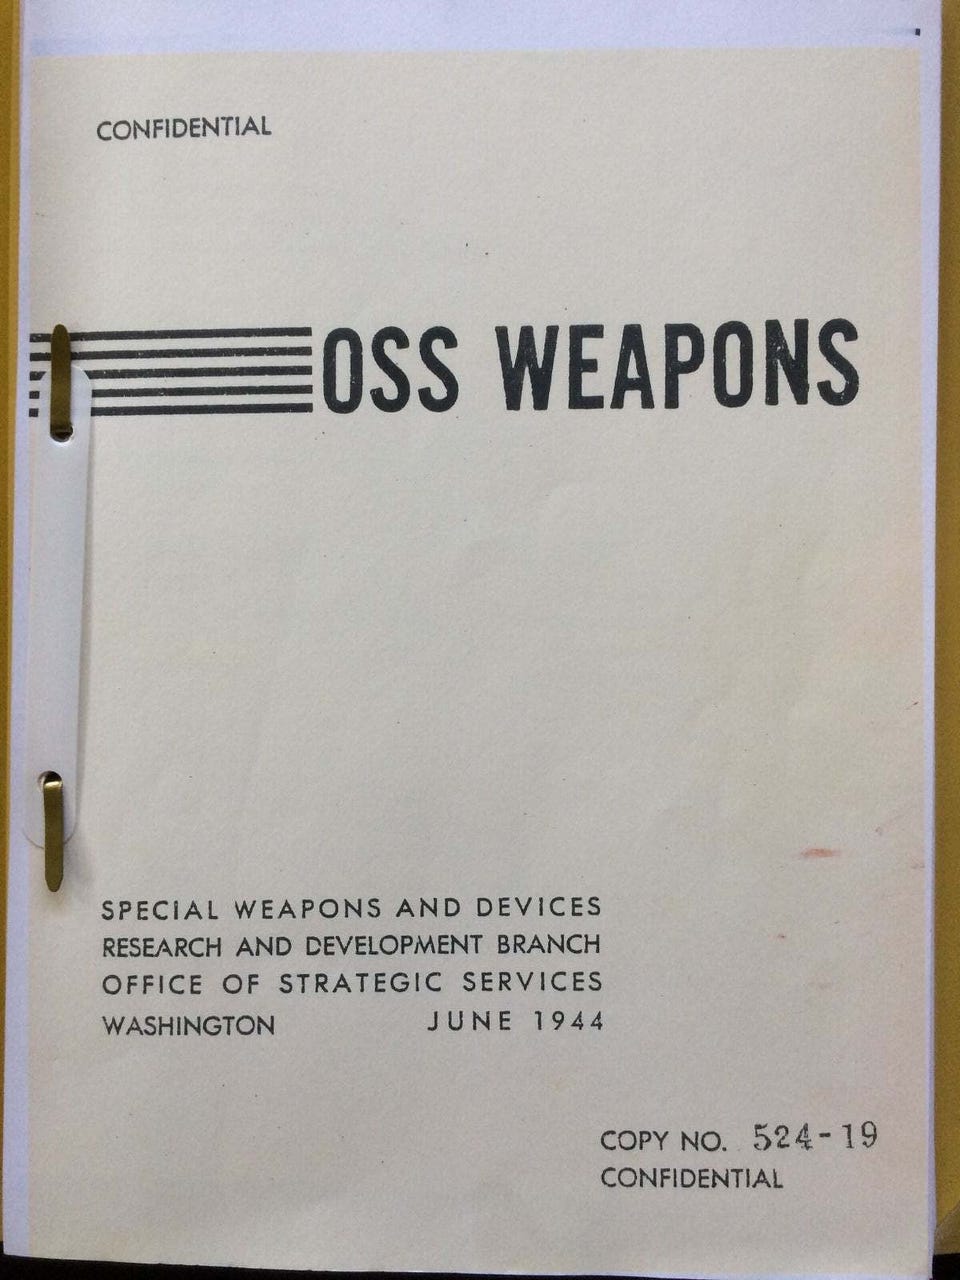 CONFIDENTIAL
OSS WEAPONS
SPECIAL WEAPONS AND DEVICES
RESEARCH AND DEVELOPMENT BRANCH
OFFICE OF STRATEGIC SERVICES
WASHINGTON JUNE 1944
COPY NO. 524-19
CONFIDENTIAL